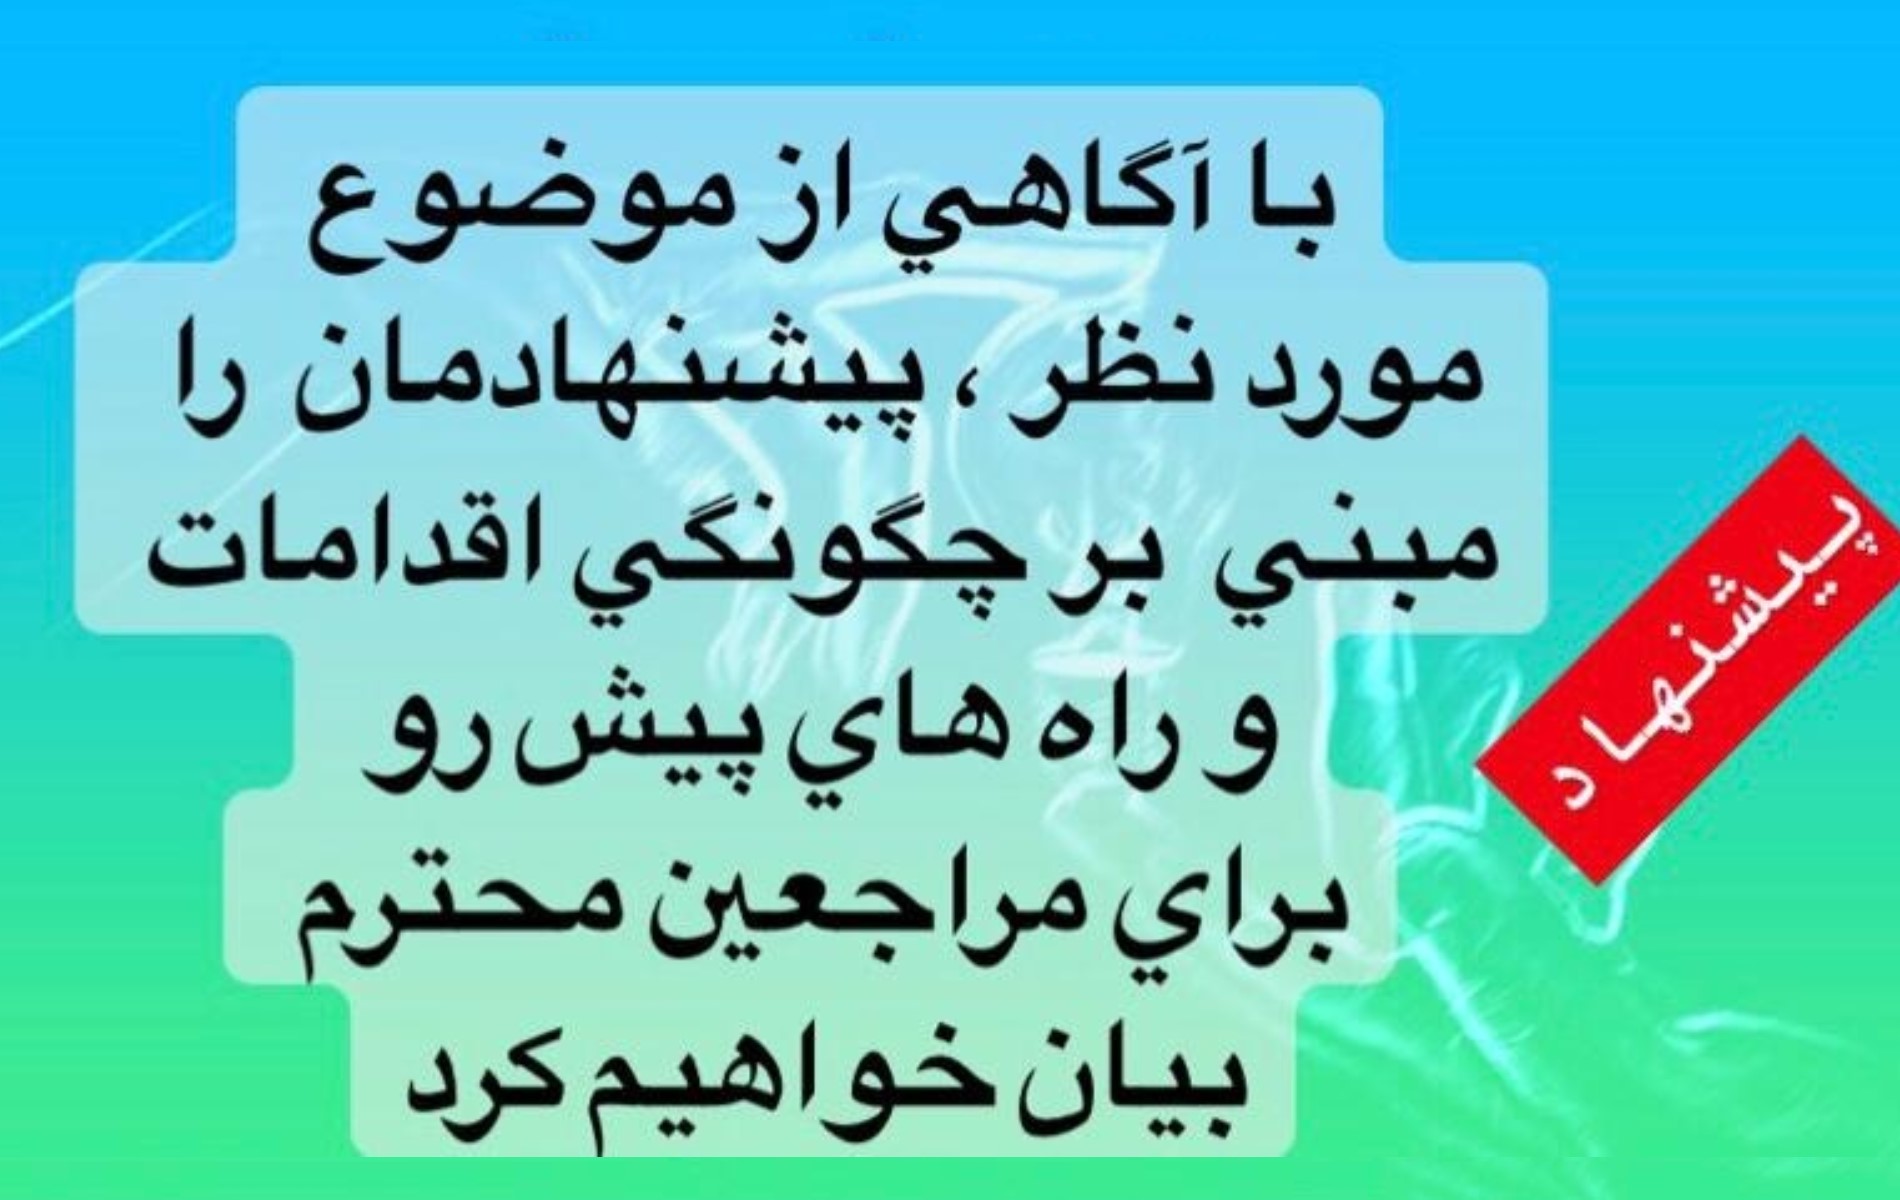 با آگاهي از موضوع
مورد نظر ، پيشنهادمان را
مبني بر چگونگي اقدامات
و راه هاي پيش رو
براي مراجعين محترم
بيان خواهيم كرد
پيشنهاد